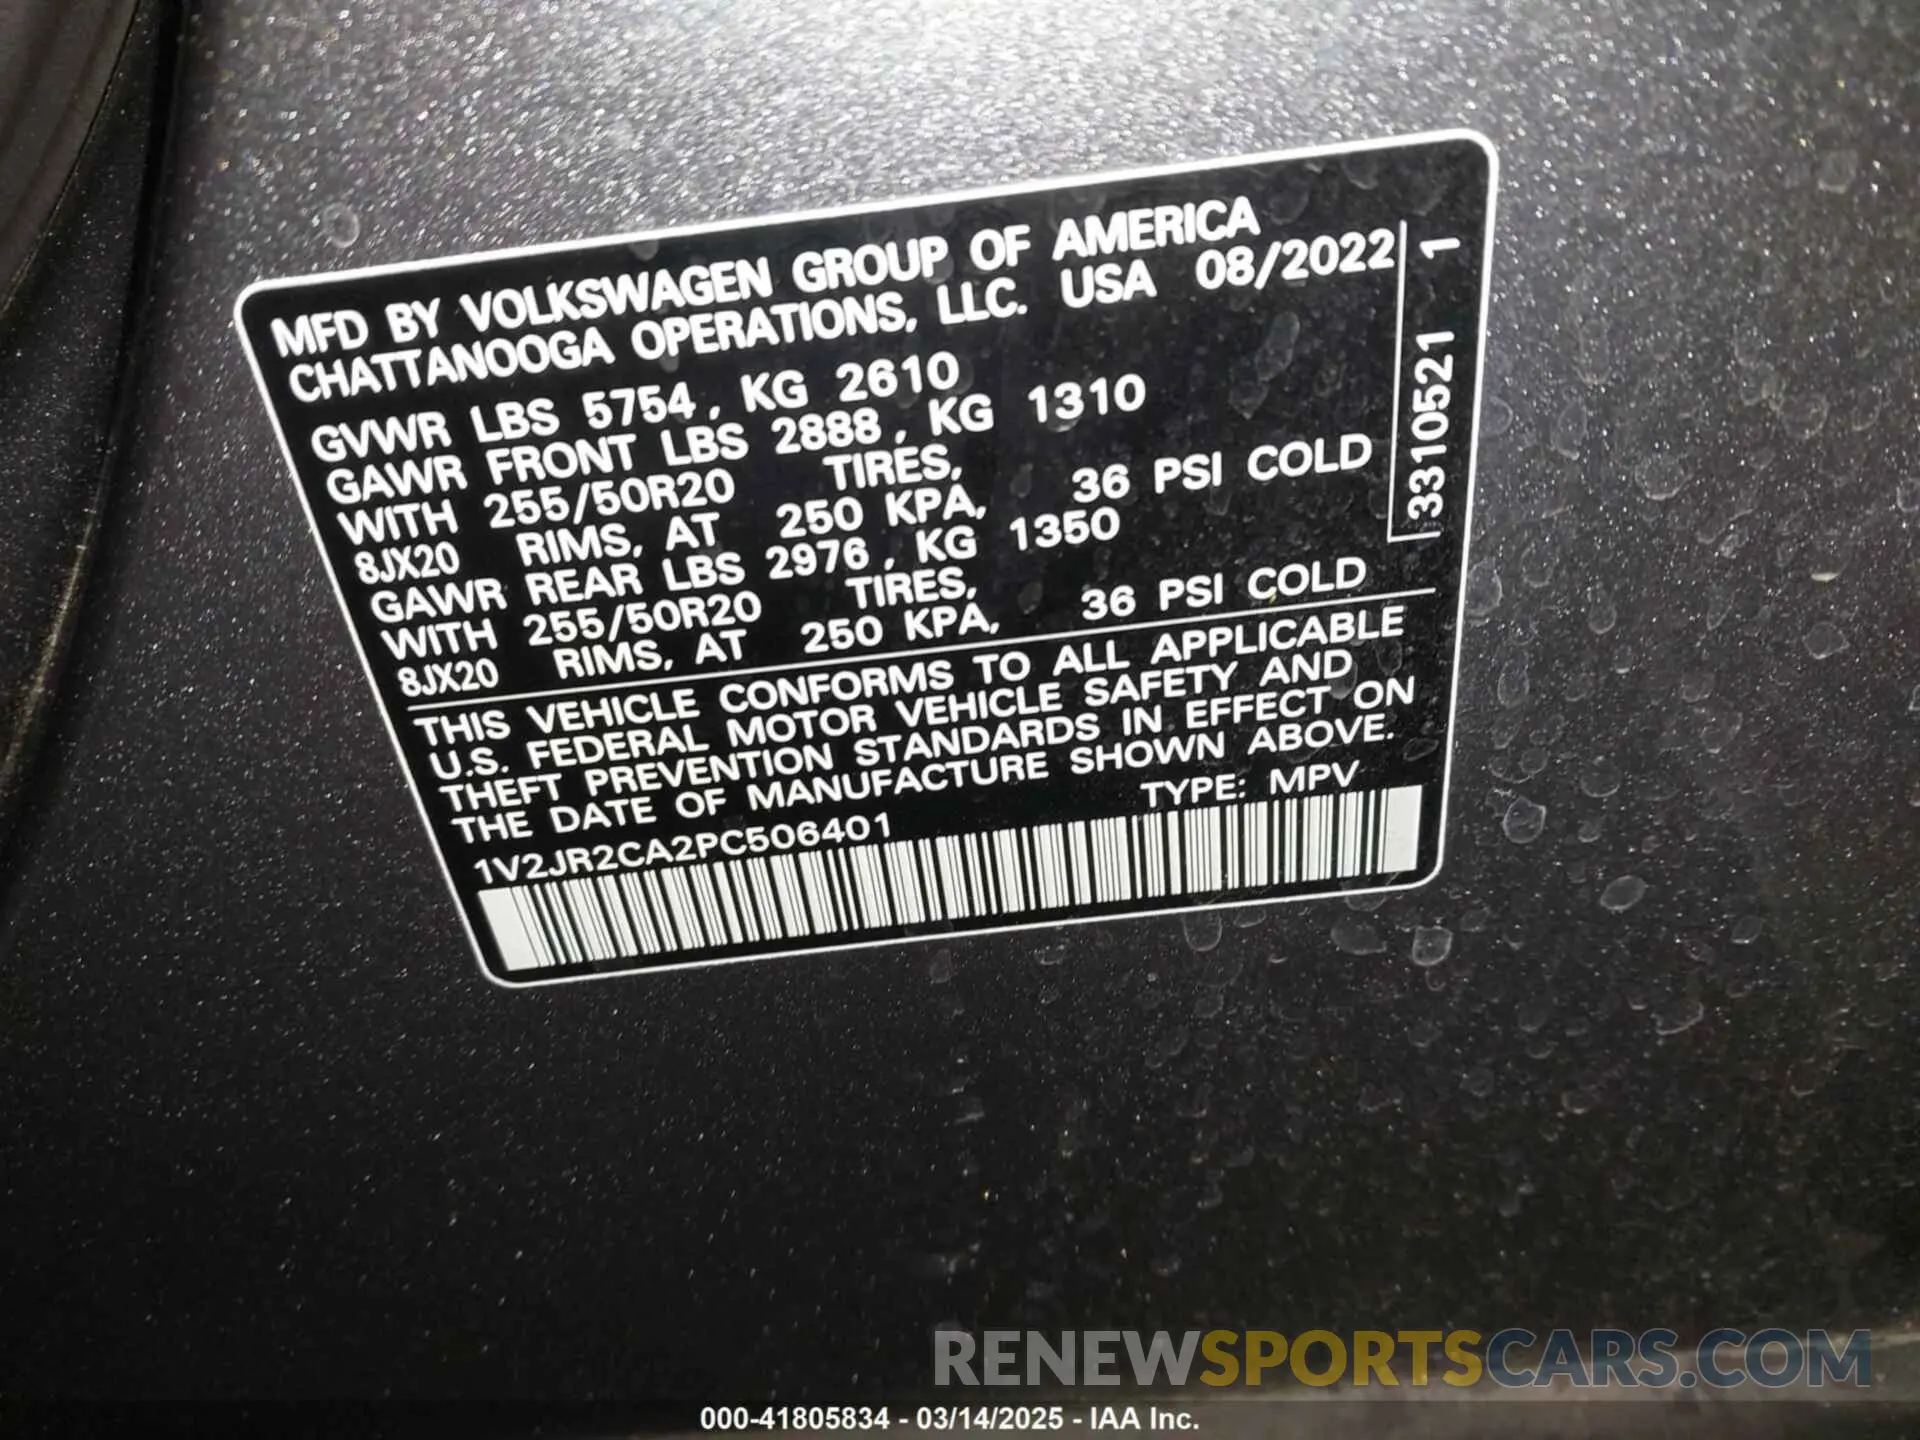 MFD BY VOLKSWAGEN GROUP OF AMERICA
CHATTANOOGA OPERATIONS, LLC. USA 08/2022
GVWR LBS 5754, KG 2610
GAWR FRONT LBS 2888, KG 1310
WITH 255/50R20 TIRES,
8JX20 RIMS, AT 250 KPA, 36 PSI COLD
GAWR REAR LBS 2976, KG 1350
WITH 255/50R20 TIRES,
8JX20 RIMS, AT 250 KPA, 36 PSI COLD
3310521 1
THIS VEHICLE CONFORMS TO ALL APPLICABLE
U.S. FEDERAL MOTOR VEHICLE SAFETY AND
THEFT PREVENTION STANDARDS IN EFFECT ON
THE DATE OF MANUFACTURE SHOWN ABOVE.
1V2JR2CA2PC506401 TYPE: MPV
RENEWSPORTSCARS.COM
000-41805834 - 03/14/2025 - IAA Inc.